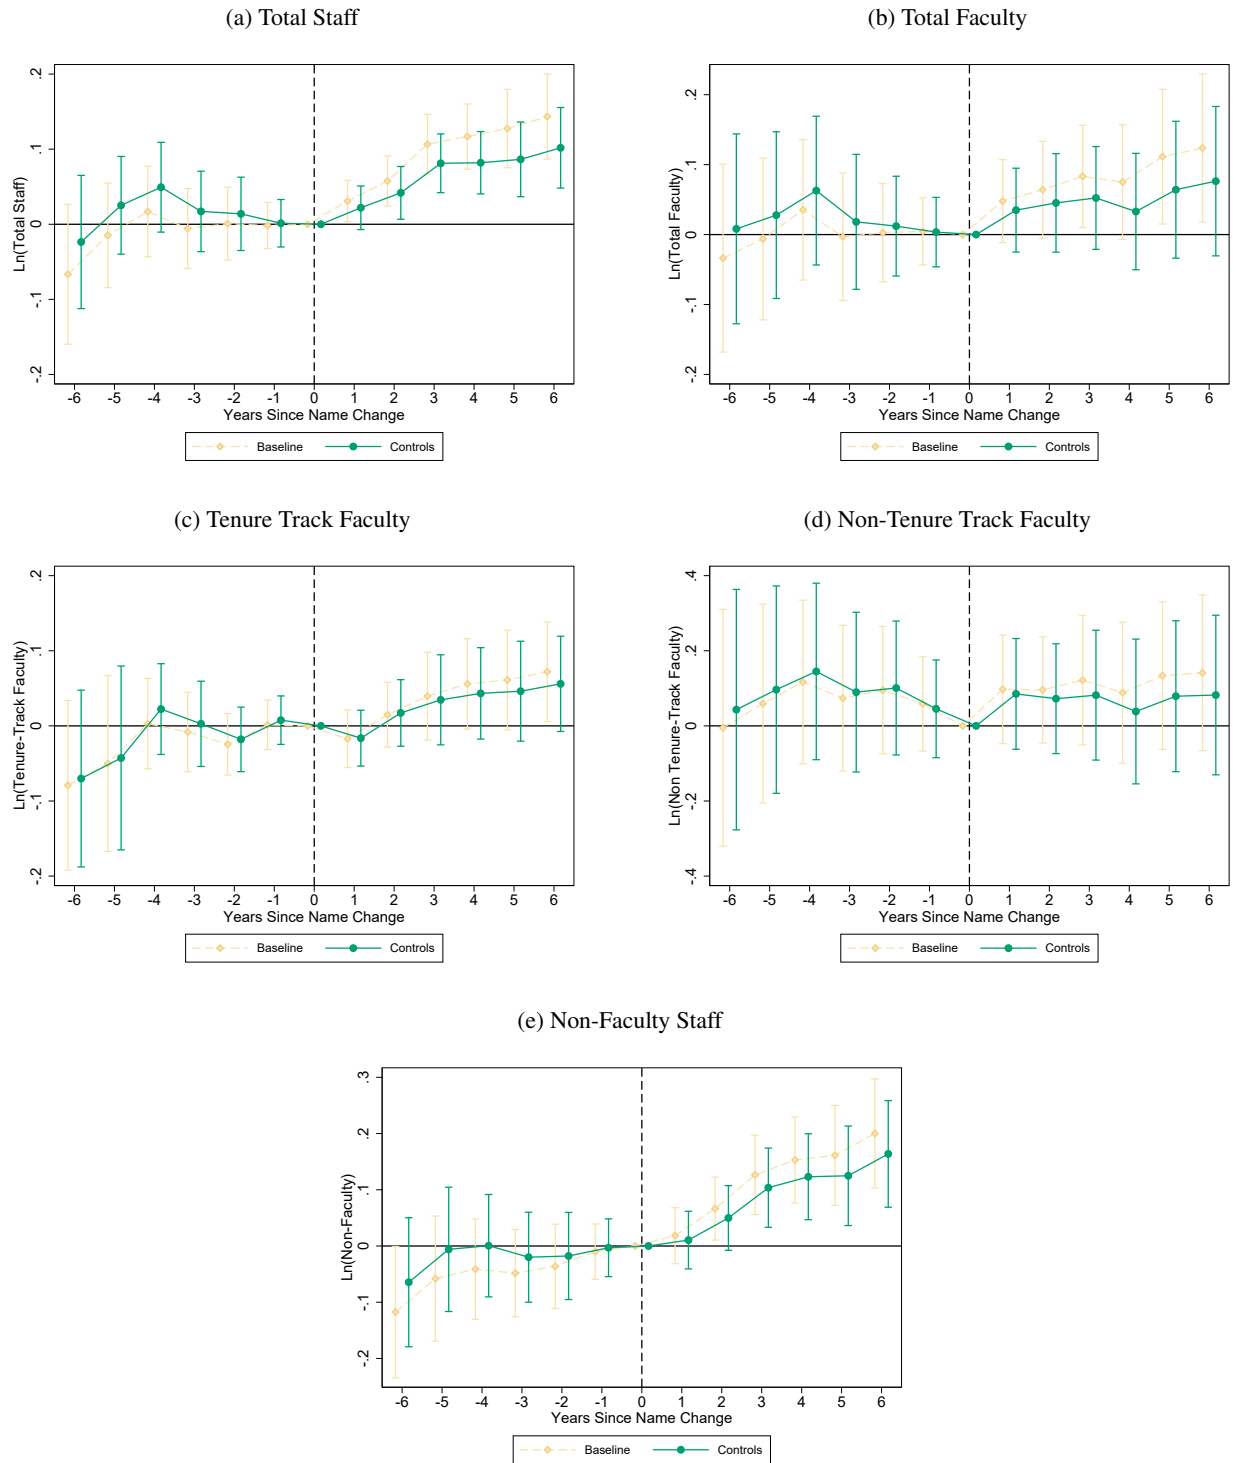 (a) Total Staff
Ln(Total Staff)
.2
.1
0
-.1
-.2
-6 -5 -4 -3 -2 -1 0 1 2 3 4 5 6
Years Since Name Change
Baseline Controls
(b) Total Faculty
Ln(Total Faculty)
.2
.1
0
-.1
-.2
-6 -5 -4 -3 -2 -1 0 1 2 3 4 5 6
Years Since Name Change
Baseline Controls
(c) Tenure Track Faculty
Ln(Tenure-Track Faculty)
.2
.1
0
-.1
-.2
-6 -5 -4 -3 -2 -1 0 1 2 3 4 5 6
Years Since Name Change
Baseline Controls
(d) Non-Tenure Track Faculty
Ln(Non Tenure-Track Faculty)
.4
.2
0
-.2
-.4
-6 -5 -4 -3 -2 -1 0 1 2 3 4 5 6
Years Since Name Change
Baseline Controls
(e) Non-Faculty Staff
Ln(Non-Faculty)
.3
.2
.1
0
-.1
-.2
-6 -5 -4 -3 -2 -1 0 1 2 3 4 5 6
Years Since Name Change
Baseline Controls